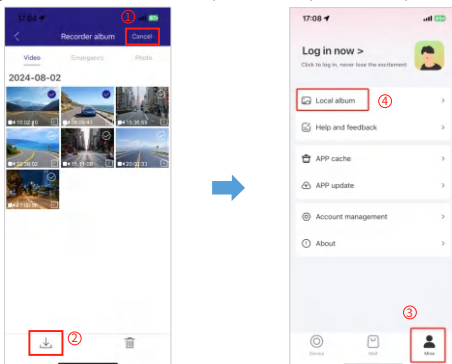 17:04
①
Recorder album
Cancel
Video
Emergency
Photo
2024-08-02
②
17:08
Log in now >
Click to log in, never lose the excitement
Local album
④
Help and feedback
APP cache
APP update
Account management
About
③
Device
Mall
Mine